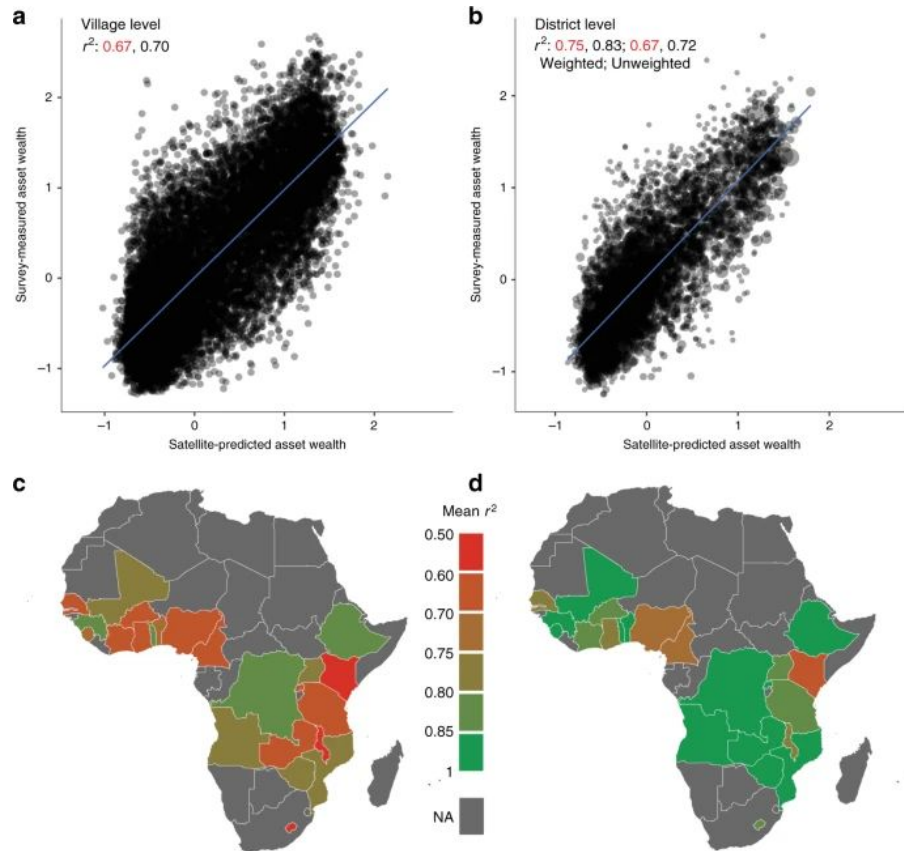 a
Village level
r²: 0.67, 0.70
2
1
0
−1
Survey-measured asset wealth
−1 0 1 2
Satellite-predicted asset wealth
b
District level
r²: 0.75, 0.83; 0.67, 0.72
Weighted; Unweighted
2
1
0
−1
Survey-measured asset wealth
−1 0 1 2
Satellite-predicted asset wealth
c
Mean r²
0.50
0.60
0.70
0.75
0.80
0.85
1
NA
d